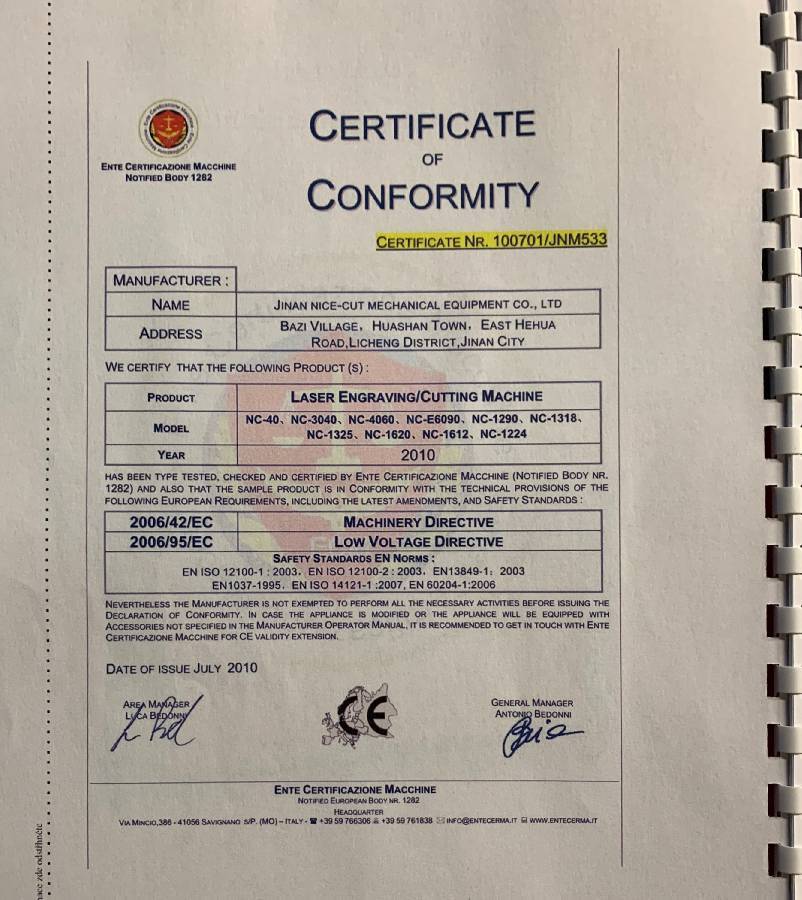 ENTE CERTIFICAZIONE MACCHINE
NOTIFIED BODY 1282
CERTIFICATE
OF
CONFORMITY
CERTIFICATE NR. 100701/JNM533
MANUFACTURER :
NAME JINAN NICE-CUT MECHANICAL EQUIPMENT CO., LTD
ADDRESS BAZI VILLAGE, HUASHAN TOWN, EAST HEHUA
ROAD,LICHENG DISTRICT,JINAN CITY
WE CERTIFY THAT THE FOLLOWING PRODUCT (S) :
PRODUCT LASER ENGRAVING/CUTTING MACHINE
MODEL NC-40、NC-3040、NC-4060、NC-E6090、NC-1290、NC-1318、
NC-1325、NC-1620、NC-1612、NC-1224
YEAR 2010
HAS BEEN TYPE TESTED, CHECKED AND CERTIFIED BY ENTE CERTIFICAZIONE MACCHINE (NOTIFIED BODY NR.
1282) AND ALSO THAT THE SAMPLE PRODUCT IS IN CONFORMITY WITH THE TECHNICAL PROVISIONS OF THE
FOLLOWING EUROPEAN REQUIREMENTS, INCLUDING THE LATEST AMENDMENTS, AND SAFETY STANDARDS :
2006/42/EC MACHINERY DIRECTIVE
2006/95/EC LOW VOLTAGE DIRECTIVE
SAFETY STANDARDS EN NORMS :
EN ISO 12100-1 : 2003, EN ISO 12100-2 : 2003, EN13849-1: 2003
EN1037-1995, EN ISO 14121-1 :2007, EN 60204-1:2006
NEVERTHELESS THE MANUFACTURER IS NOT EXEMPTED TO PERFORM ALL THE NECESSARY ACTIVITIES BEFORE ISSUING THE
DECLARATION OF CONFORMITY. IN CASE THE APPLIANCE IS MODIFIED OR THE APPLIANCE WILL BE EQUIPPED WITH
ACCESSORIES NOT SPECIFIED IN THE MANUFACTURER OPERATOR MANUAL, IT IS RECOMMENDED TO GET IN TOUCH WITH ENTE
CERTIFICAZIONE MACCHINE FOR CE VALIDITY EXTENSION.
DATE OF ISSUE JULY 2010
AREA MANAGER
LUCA BEDONNI
CE
GENERAL MANAGER
ANTONIO BEDONNI
ENTE CERTIFICAZIONE MACCHINE
NOTIFIED EUROPEAN BODY NR. 1282
HEADQUARTER
VIA MINCIO,386 - 41056 SAVIGNANO S/P. (MO) – ITALY - ☎ +39 59 766306 +39 59 761838 ✉ INFO@ENTECERMA.IT WWW.ENTECERMA.IT
zde odstřihněte